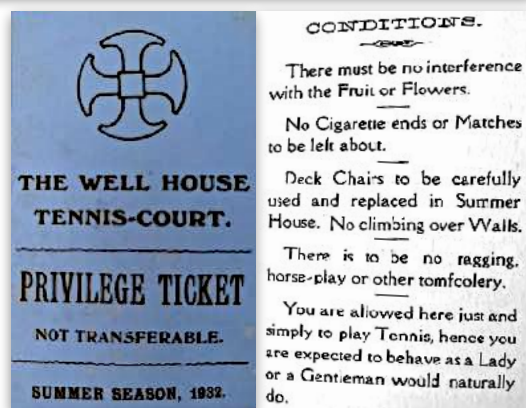 THE WELL HOUSE
TENNIS-COURT.
PRIVILEGE TICKET
NOT TRANSFERABLE.
SUMMER SEASON, 1932.
CONDITIONS.
There must be no interference
with the Fruit or Flowers.
No Cigarette ends or Matches
to be left about.
Deck Chairs to be carefully
used and replaced in Summer
House. No climbing over Walls.
There is to be no ragging,
horse-play or other tomfoolery.
You are allowed here just and
simply to play Tennis, hence you
are expected to behave as a Lady
or a Gentleman would naturally
do.